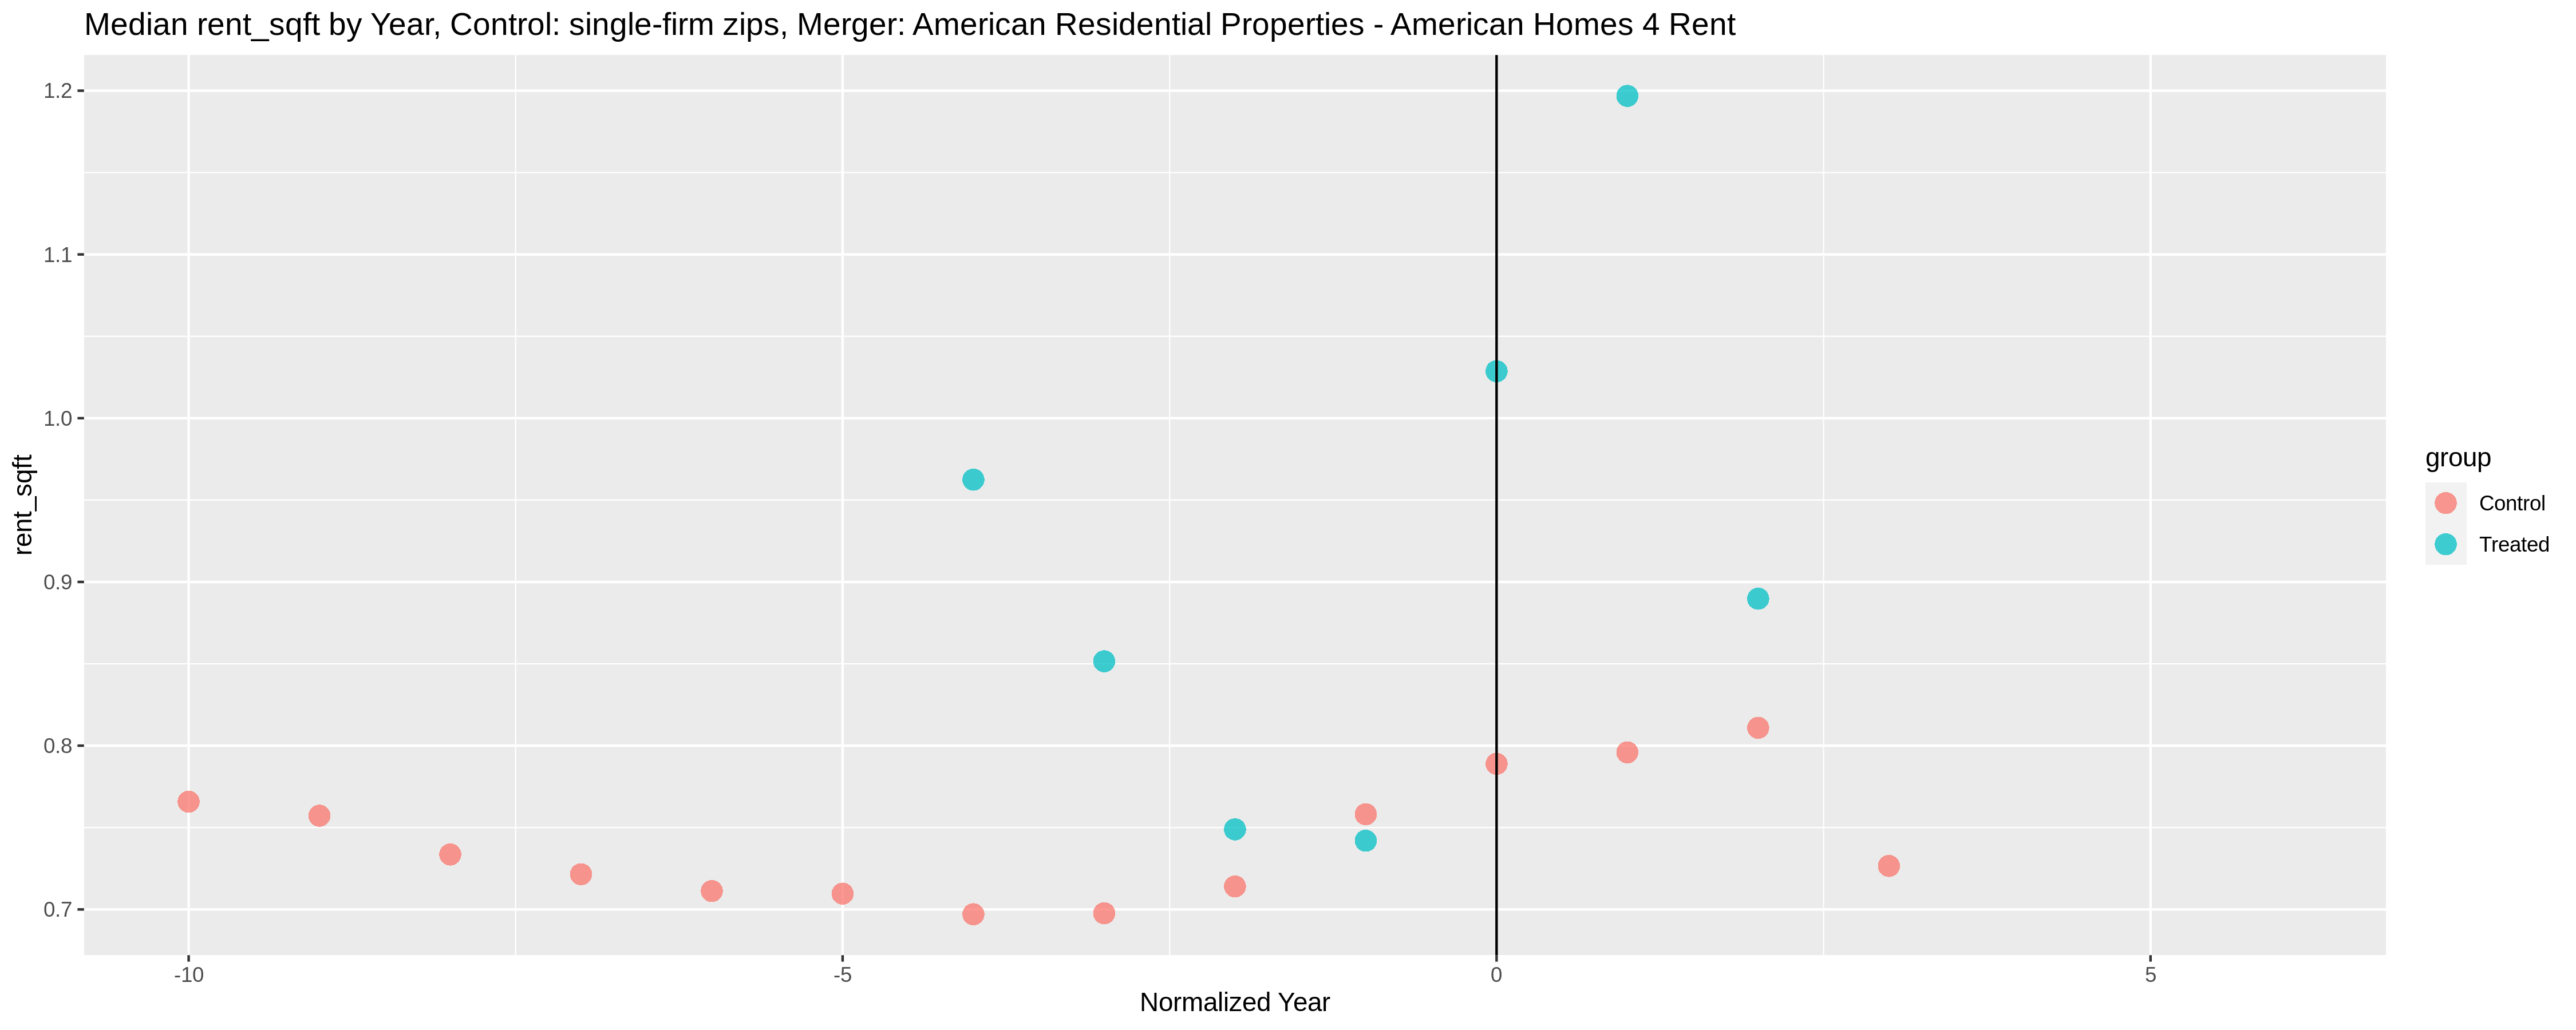 Median rent_sqft by Year, Control: single-firm zips, Merger: American Residential Properties - American Homes 4 Rent
rent_sqft
1.2
1.1
1.0
0.9
0.8
0.7
-10
-5
0
5
Normalized Year
group
Control
Treated